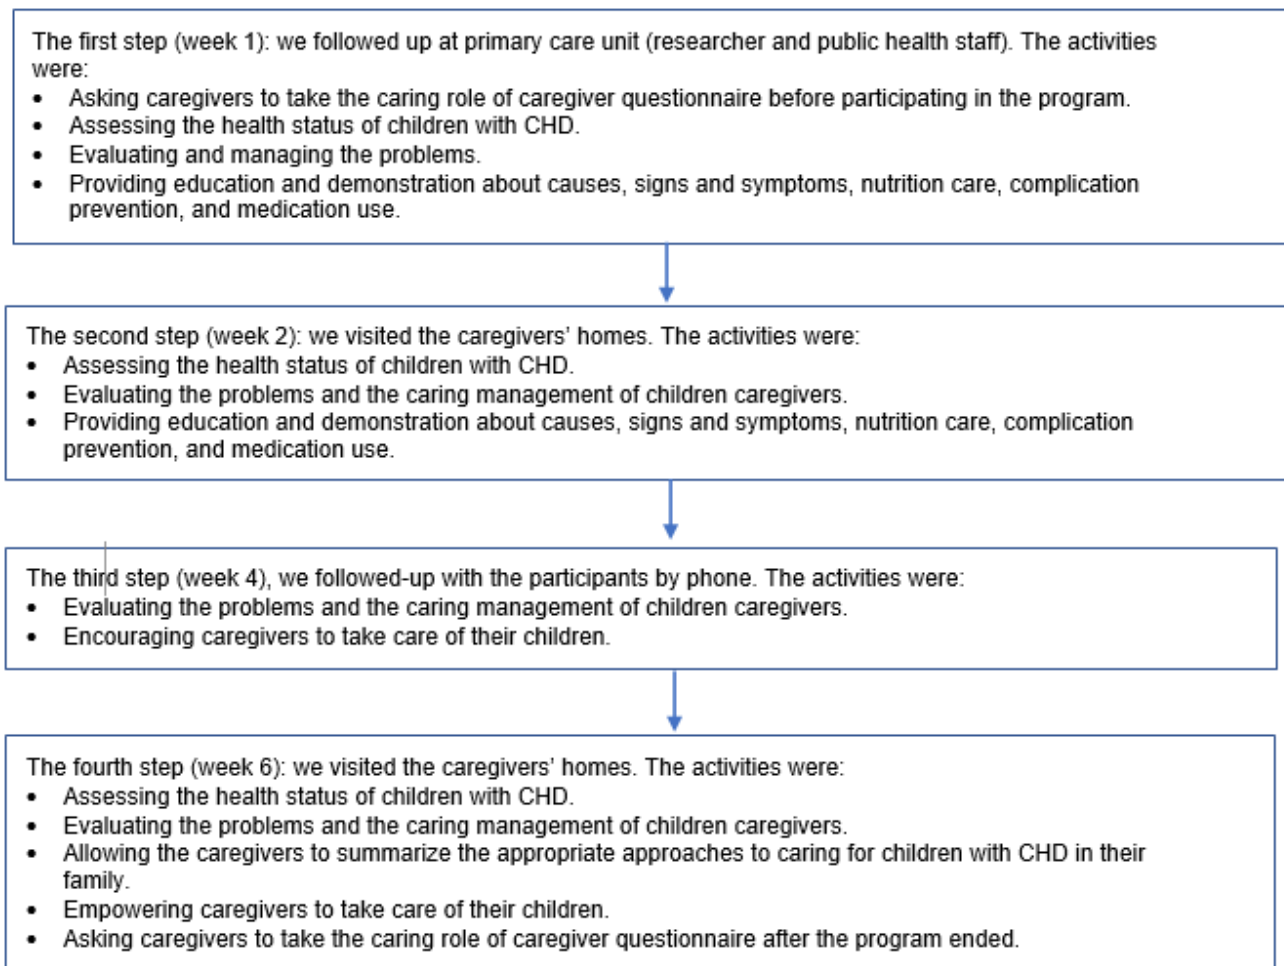 The first step (week 1): we followed up at primary care unit (researcher and public health staff). The activities
were:
• Asking caregivers to take the caring role of caregiver questionnaire before participating in the program.
• Assessing the health status of children with CHD.
• Evaluating and managing the problems.
• Providing education and demonstration about causes, signs and symptoms, nutrition care, complication
prevention, and medication use.
The second step (week 2): we visited the caregivers’ homes. The activities were:
• Assessing the health status of children with CHD.
• Evaluating the problems and the caring management of children caregivers.
• Providing education and demonstration about causes, signs and symptoms, nutrition care, complication
prevention, and medication use.
The third step (week 4), we followed-up with the participants by phone. The activities were:
• Evaluating the problems and the caring management of children caregivers.
• Encouraging caregivers to take care of their children.
The fourth step (week 6): we visited the caregivers’ homes. The activities were:
• Assessing the health status of children with CHD.
• Evaluating the problems and the caring management of children caregivers.
• Allowing the caregivers to summarize the appropriate approaches to caring for children with CHD in their
family.
• Empowering caregivers to take care of their children.
• Asking caregivers to take the caring role of caregiver questionnaire after the program ended.